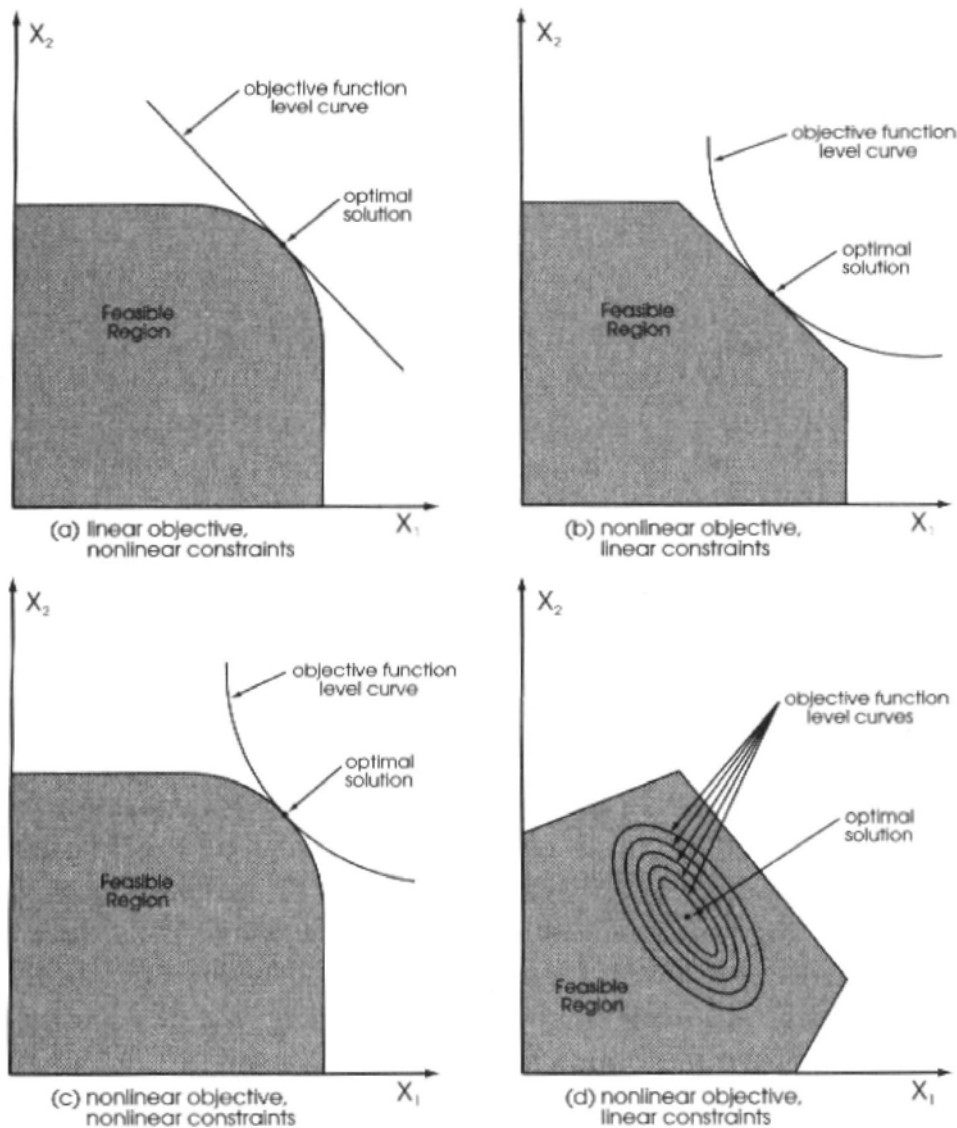 X₂
objective function
level curve
optimal
solution
Feasible
Region
X₁
(a) linear objective,
nonlinear constraints
X₂
objective function
level curve
optimal
solution
Feasible
Region
X₁
(b) nonlinear objective,
linear constraints
X₂
objective function
level curve
optimal
solution
Feasible
Region
X₁
(c) nonlinear objective,
nonlinear constraints
X₂
objective function
level curves
optimal
solution
Feasible
Region
X₁
(d) nonlinear objective,
linear constraints